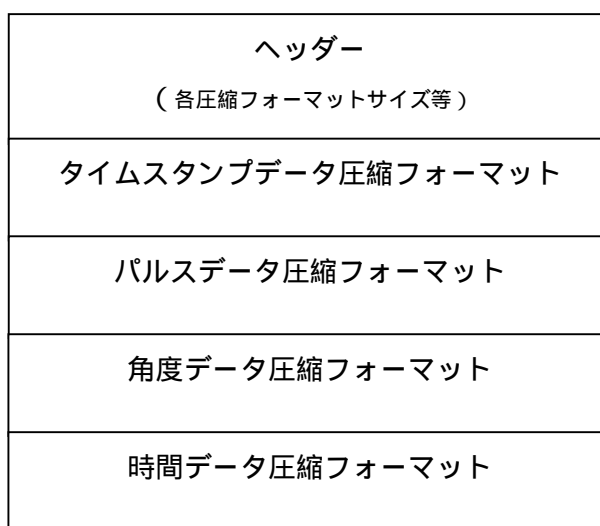 ヘッダー
（各圧縮フォーマットサイズ等）
タイムスタンプデータ圧縮フォーマット
パルスデータ圧縮フォーマット
角度データ圧縮フォーマット
時間データ圧縮フォーマット